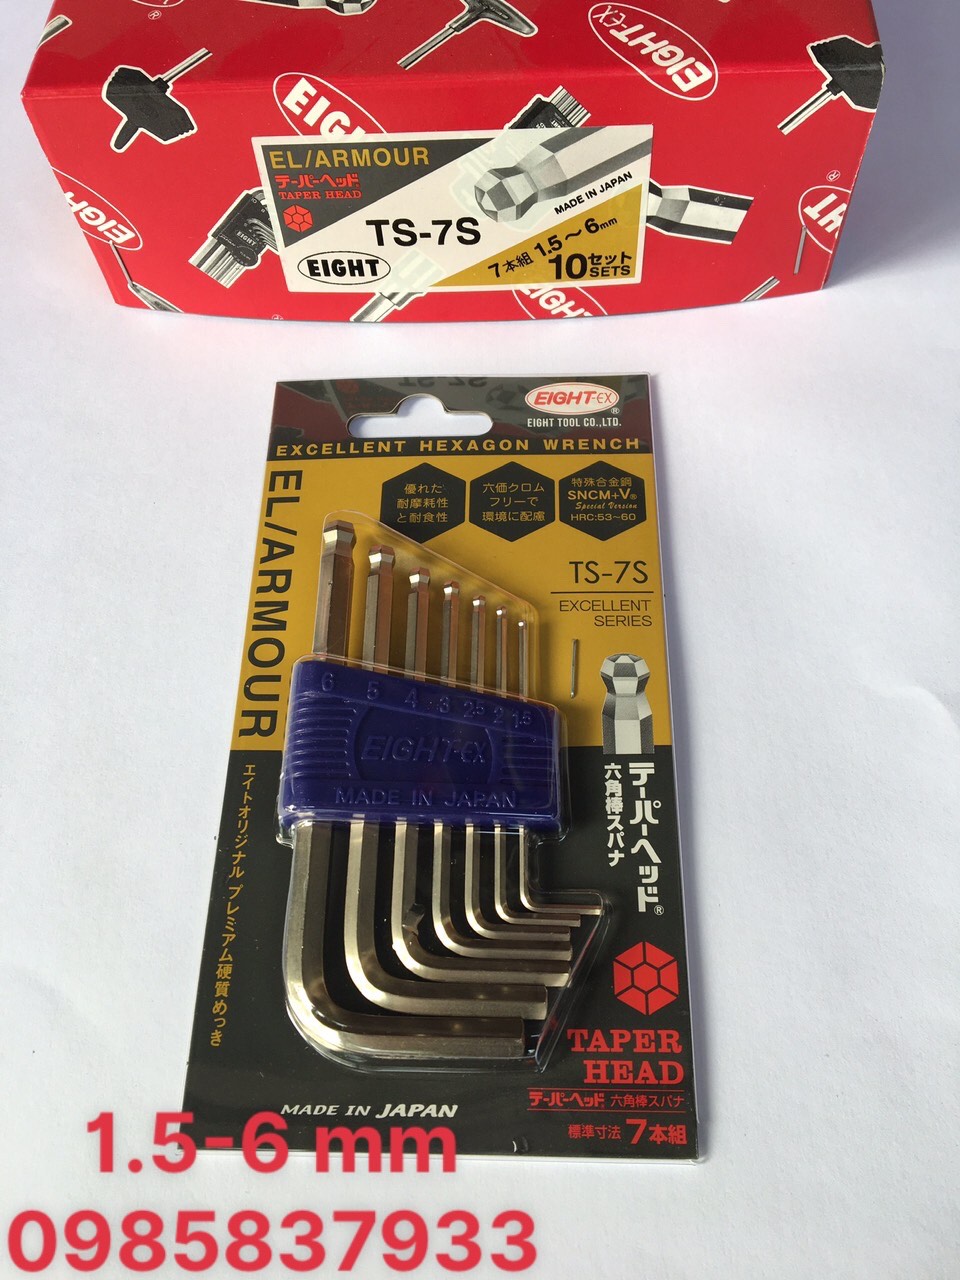 EIGHT-EX
EIGHT
EL/ARMOUR
テーパーヘッド
TAPER HEAD
TS-7S
EIGHT
MADE IN JAPAN
7本組 1.5～6mm
10セット
SETS
EIGHT
EIGHT
EIGHT-EX®
EIGHT TOOL CO.,LTD.
EXCELLENT HEXAGON WRENCH
EL/ARMOUR
優れた
耐摩耗性
と耐食性
六価クロム
フリーで
環境に配慮
特殊合金鋼
SNCM+V®
Special Version
HRC:53~60
TS-7S
EXCELLENT
SERIES
6 5 4 3 2.5 2 1.5
EIGHT-EX
MADE IN JAPAN
テーパーヘッド®
六角棒スパナ
エイトオリジナル プレミアム硬質めっき
TAPER
HEAD
テーパーヘッド 六角棒スパナ
標準寸法 7本組
MADE IN JAPAN
1.5-6 mm
0985837933